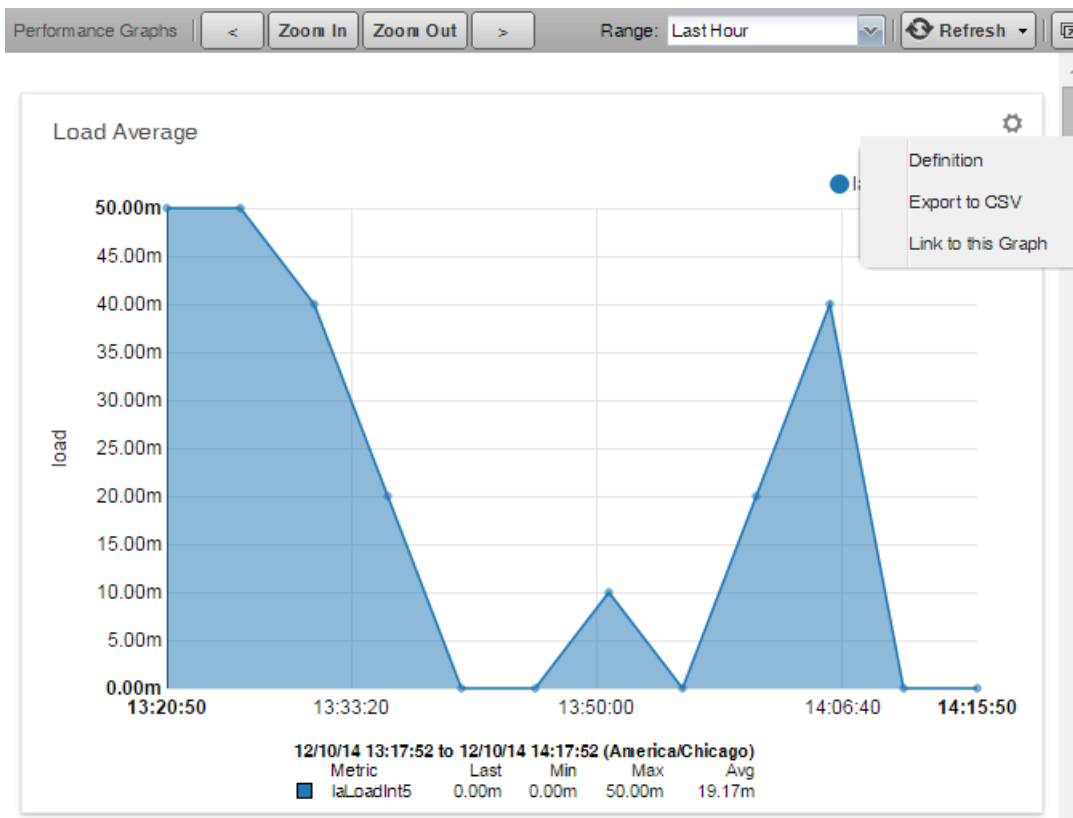 Performance Graphs < Zoom In Zoom Out > Range: Last Hour Refresh
Load Average
Definition
Export to CSV
Link to this Graph
50.00m
45.00m
40.00m
35.00m
30.00m
25.00m
20.00m
15.00m
10.00m
5.00m
0.00m
load
13:20:50 13:33:20 13:50:00 14:06:40 14:15:50
12/10/14 13:17:52 to 12/10/14 14:17:52 (America/Chicago)
Metric Last Min Max Avg
laLoadInt5 0.00m 0.00m 50.00m 19.17m